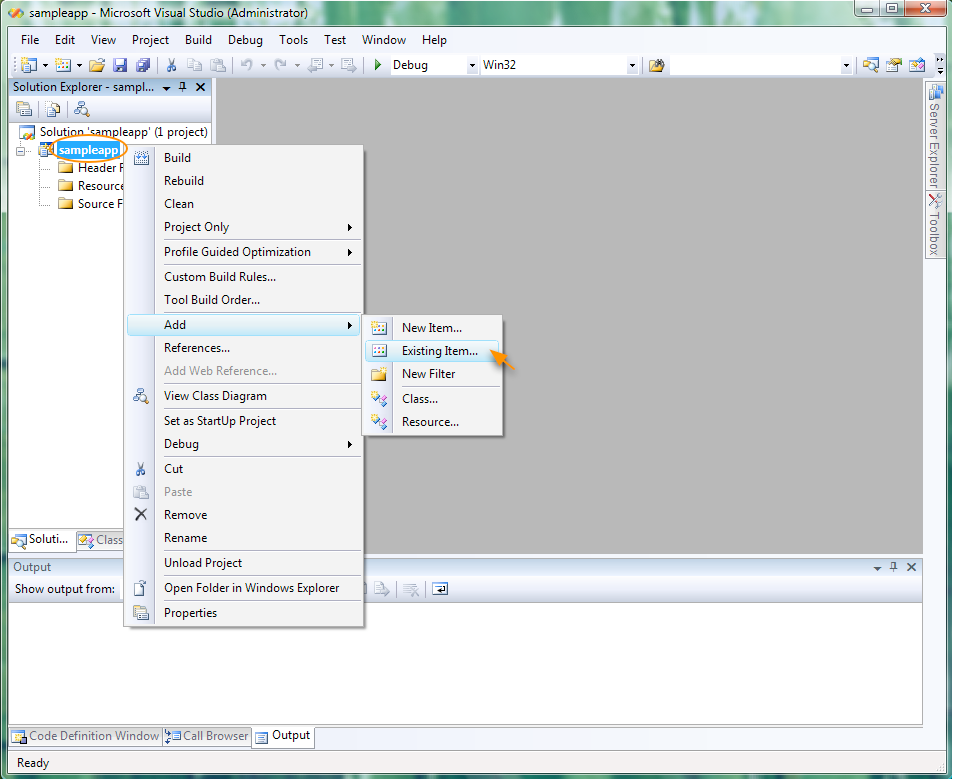 sampleapp - Microsoft Visual Studio (Administrator)
File Edit View Project Build Debug Tools Test Window Help
Debug Win32
Solution Explorer - sampl...
Solution 'sampleapp' (1 project)
sampleapp
Header F
Resource
Source F
Build
Rebuild
Clean
Project Only
Profile Guided Optimization
Custom Build Rules...
Tool Build Order...
Add
References...
Add Web Reference...
View Class Diagram
Set as StartUp Project
Debug
Cut
Paste
Remove
Rename
Unload Project
Open Folder in Windows Explorer
Properties
New Item...
Existing Item...
New Filter
Class...
Resource...
Server Explorer
Toolbox
Soluti... Class
Output
Show output from:
Code Definition Window Call Browser Output
Ready